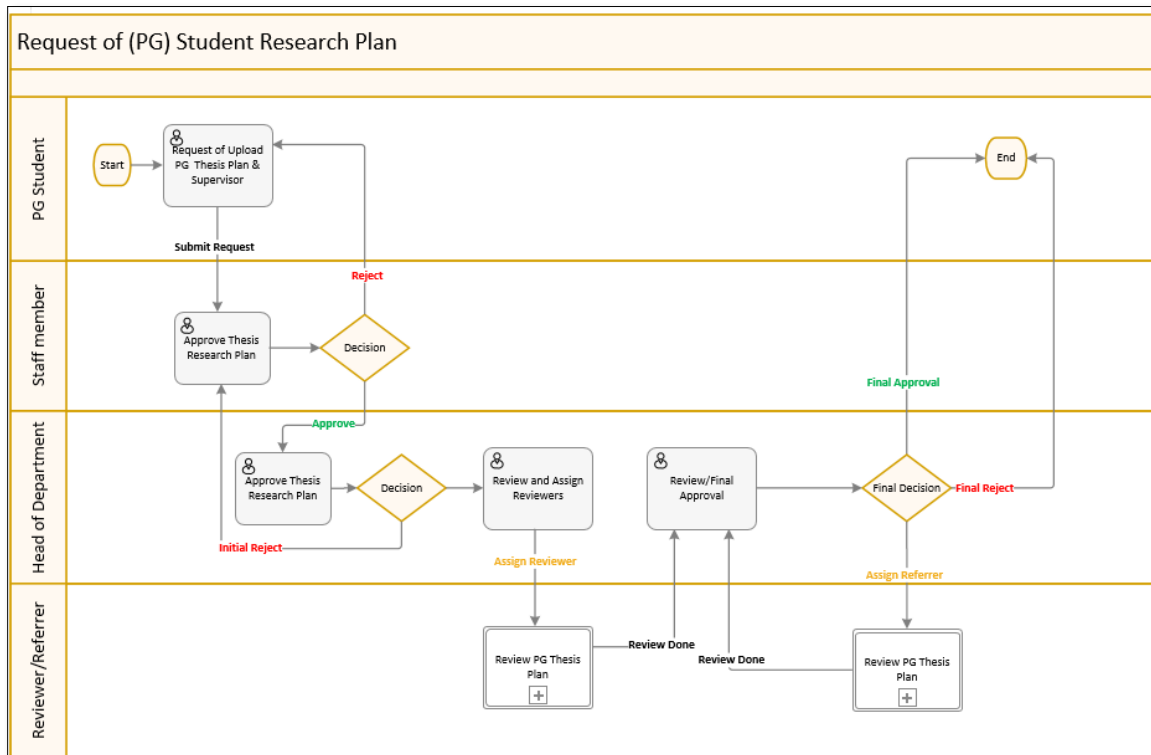 Request of (PG) Student Research Plan
PG Student
Start
Request of Upload
PG Thesis Plan &
Supervisor
End
Submit Request
Reject
Staff member
Approve Thesis
Research Plan
Decision
Final Approval
Approve
Head of Department
Approve Thesis
Research Plan
Decision
Review and Assign
Reviewers
Review/Final
Approval
Final Decision
Final Reject
Initial Reject
Assign Reviewer
Assign Referrer
Reviewer/Referrer
Review PG Thesis
Plan
Review Done
Review Done
Review PG Thesis
Plan